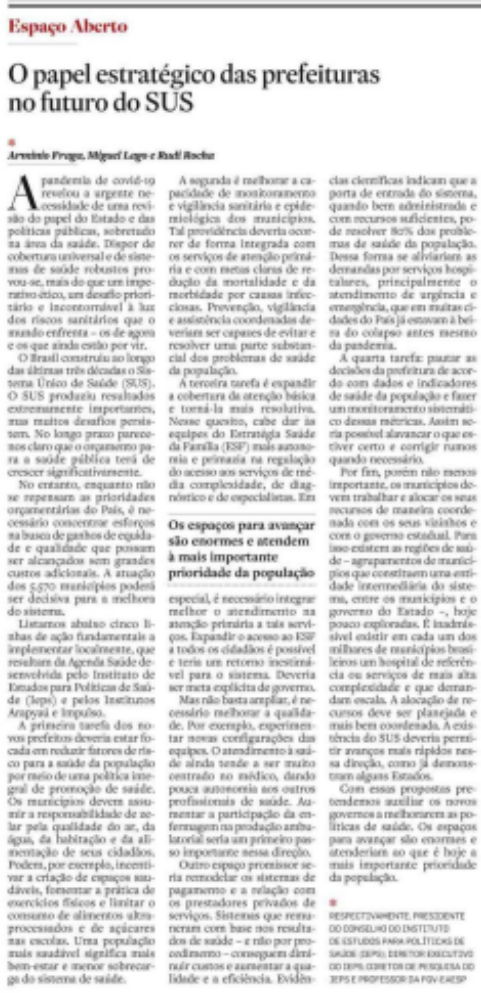 Espaço Aberto
O papel estratégico das prefeituras
no futuro do SUS
Arminio Fraga, Miguel Lago e Rudi Rocha
A pandemia de covid-19
revelou a urgente ne-
cessidade de uma revi-
são do papel do Estado e das
políticas públicas, sobretudo
na área da saúde. Dispor de
cobertura universal e de siste-
mas de saúde robustos pro-
vou-se, mais do que um impe-
rativo ético, um desafio priori-
tário e incontornável à luz
dos riscos sanitários que o
mundo enfrenta – os de agora
e os que ainda estão por vir.
O Brasil construiu ao longo
das últimas três décadas o Sis-
tema Único de Saúde (SUS).
O SUS produziu resultados
extremamente importantes,
mas muitos desafios persis-
tem. No longo prazo parece-
nos claro que o orçamento pa-
ra a saúde pública terá de
crescer significativamente.
No entanto, enquanto não
se repensam as prioridades
orçamentárias do País, é ne-
cessário concentrar esforços
na busca de ganhos de equida-
de e qualidade que possam
ser alcançados sem grandes
custos adicionais. A atuação
dos 5.570 municípios poderá
ser decisiva para a melhora
do sistema.
Listamos abaixo cinco li-
nhas de ação fundamentais a
implementar localmente, que
resultam da Agenda Saúde de-
senvolvida pelo Instituto de
Estudos para Políticas de Saú-
de (Ieps) e pelos Institutos
Arapyaú e Impulso.
A primeira tarefa dos no-
vos prefeitos deveria estar fo-
cada em reduzir fatores de ris-
co para a saúde da população
por meio de uma política inte-
gral de promoção de saúde.
Os municípios devem assu-
mir a responsabilidade de ze-
lar pela qualidade do ar, da
água, da habitação e da ali-
mentação de seus cidadãos.
Podem, por exemplo, incenti-
var a criação de espaços sau-
dáveis, fomentar a prática de
exercícios físicos e limitar o
consumo de alimentos ultra-
processados e de açúcares
nas escolas. Uma população
mais saudável significa mais
bem-estar e menor sobrecar-
ga do sistema de saúde.
A segunda é melhorar a ca-
pacidade de monitoramento
e vigilância sanitária e epide-
miológica dos municípios.
Tal providência deveria ocor-
rer de forma integrada com
os serviços de atenção primá-
ria e com metas claras de re-
dução da mortalidade e da
morbidade por causas infec-
ciosas. Prevenção, vigilância
e assistência coordenadas de-
veriam ser capazes de evitar e
resolver uma parte substan-
cial dos problemas de saúde
da população.
A terceira tarefa é expandir
a cobertura da atenção básica
e torná-la mais resolutiva.
Nesse quesito, cabe dar às
equipes do Estratégia Saúde
da Família (ESF) mais autono-
mia e primazia na regulação
do acesso aos serviços de mé-
dia complexidade, de diag-
nóstico e de especialistas. Em
Os espaços para avançar
são enormes e atendem
à mais importante
prioridade da população
especial, é necessário integrar
melhor o atendimento na
atenção primária a tais servi-
ços. Expandir o acesso ao ESF
a todos os cidadãos é possível
e teria um retorno inestimá-
vel para o sistema. Deveria
ser meta explícita de governo.
Mas não basta ampliar, é ne-
cessário melhorar a qualida-
de. Por exemplo, experimen-
tar novas configurações das
equipes. O atendimento à saú-
de ainda tende a ser muito
centrado no médico, dando
pouca autonomia aos outros
profissionais de saúde. Au-
mentar a participação da en-
fermagem na produção ambu-
latorial seria um primeiro pas-
so importante nessa direção.
Outro espaço promissor se-
ria remodelar os sistemas de
pagamento e a relação com
os prestadores privados de
serviços. Sistemas que remu-
neram com base nos resulta-
dos de saúde – e não por pro-
cedimento – conseguem dimi-
nuir custos e aumentar a qua-
lidade e a eficiência. Evidên-
cias científicas indicam que a
porta de entrada do sistema,
quando bem administrada e
com recursos suficientes, po-
de resolver 80% dos proble-
mas de saúde da população.
Dessa forma se aliviariam as
demandas por serviços hospi-
talares, principalmente o
atendimento de urgência e
emergência, que em muitas ci-
dades do País já estavam à bei-
ra do colapso antes mesmo
da pandemia.
A quarta tarefa: pautar as
decisões da prefeitura de acor-
do com dados e indicadores
de saúde da população e fazer
um monitoramento sistemáti-
co dessas métricas. Assim se-
ria possível alavancar o que es-
tiver certo e corrigir rumos
quando necessário.
Por fim, porém não menos
importante, os municípios de-
vem trabalhar e alocar os seus
recursos de maneira coorde-
nada com os seus vizinhos e
com o governo estadual. Para
isso existem as regiões de saú-
de – agrupamentos de municí-
pios que constituem uma enti-
dade intermediária do siste-
ma, entre os municípios e o
governo do Estado –, hoje
pouco exploradas. É inadmis-
sível existir em cada um dos
milhares de municípios brasi-
leiros um hospital de referên-
cia ou serviços de mais alta
complexidade e que deman-
dam escala. A alocação de re-
cursos deve ser planejada e
mais bem coordenada. A exis-
tência do SUS deveria permi-
tir avanços mais rápidos nes-
sa direção, como já demons-
tram alguns Estados.
Com essas propostas pre-
tendemos auxiliar os novos
governos a melhorarem as po-
líticas de saúde. Os espaços
para avançar são enormes e
atenderiam ao que é hoje a
mais importante prioridade
da população.
RESPECTIVAMENTE, PRESIDENTE
DO CONSELHO DO INSTITUTO
DE ESTUDOS PARA POLÍTICAS DE
SAÚDE (IEPS); DIRETOR EXECUTIVO
DO IEPS; DIRETOR DE PESQUISA DO
IEPS E PROFESSOR DA FGV EAESP